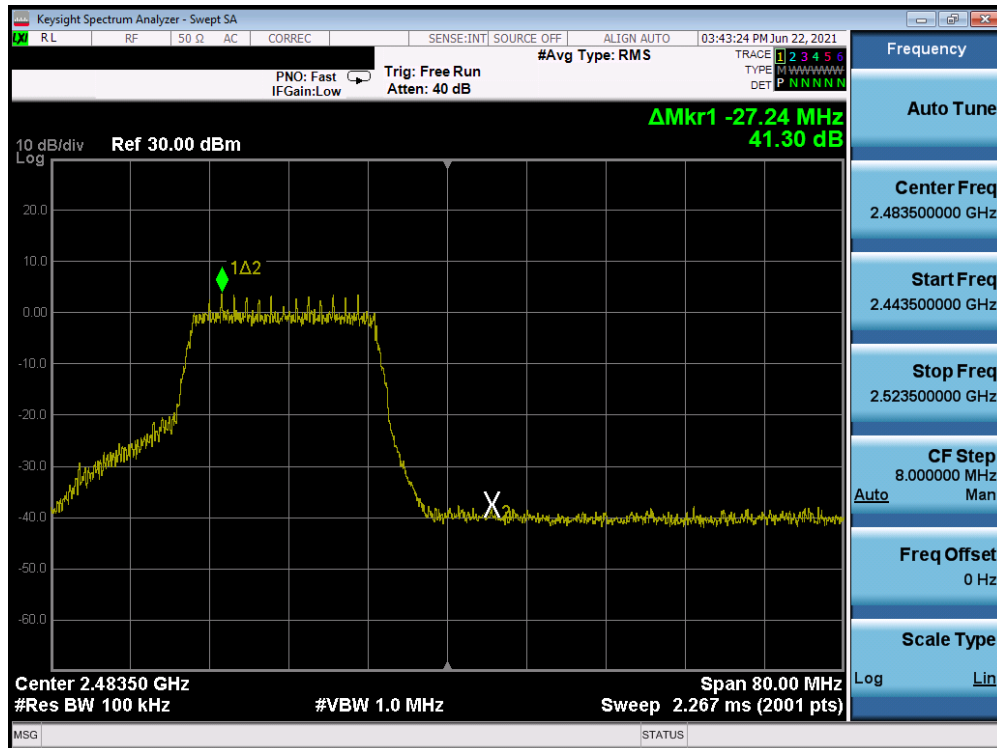 Keysight Spectrum Analyzer - Swept SA
LXI RL RF 50 Ω AC CORREC SENSE:INT SOURCE OFF ALIGN AUTO 03:43:24 PM Jun 22, 2021
#Avg Type: RMS
TRACE 1 2 3 4 5 6
TYPE M W W W W W
DET P N N N N N
PNO: Fast
IFGain:Low
Trig: Free Run
Atten: 40 dB
ΔMkr1 -27.24 MHz
41.30 dB
10 dB/div
Log
Ref 30.00 dBm
20.0
10.0
0.00
-10.0
-20.0
-30.0
-40.0
-50.0
-60.0
1Δ2
X2
Center 2.48350 GHz
Span 80.00 MHz
#Res BW 100 kHz
#VBW 1.0 MHz
Sweep 2.267 ms (2001 pts)
MSG
STATUS
Frequency
Auto Tune
Center Freq
2.483500000 GHz
Start Freq
2.443500000 GHz
Stop Freq
2.523500000 GHz
CF Step
8.000000 MHz
Auto Man
Freq Offset
0 Hz
Scale Type
Log Lin